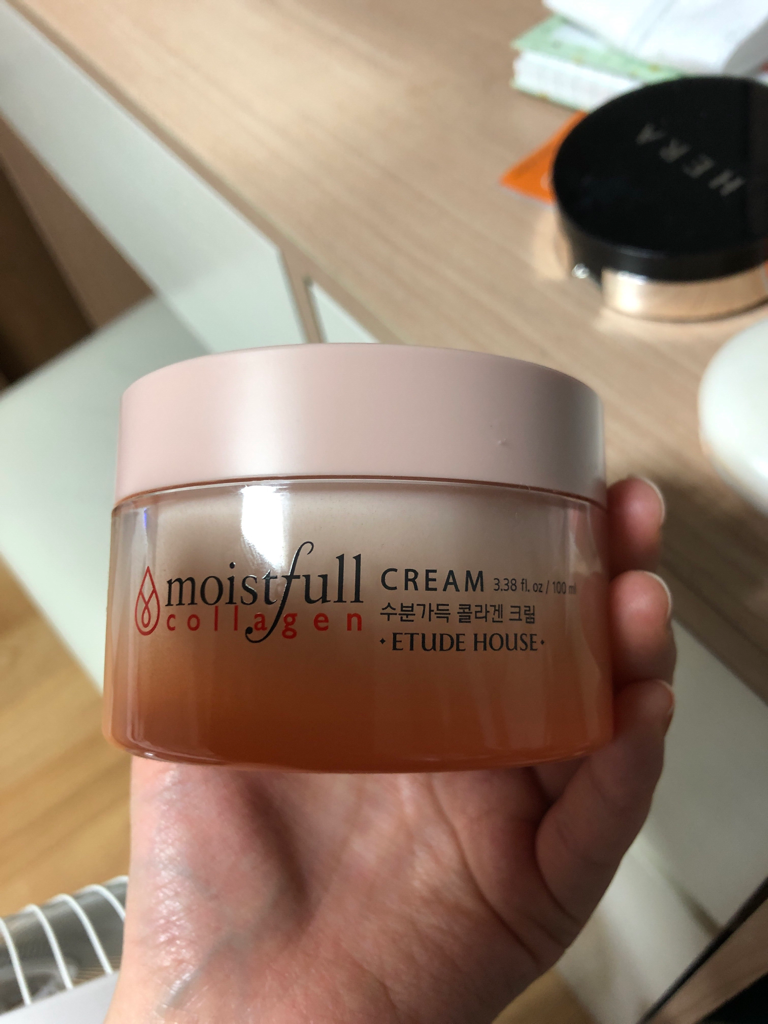 HERA
moistfull
collagen
CREAM 3.38 fl. oz / 100 ml
수분가득 콜라겐 크림
·ETUDE HOUSE·